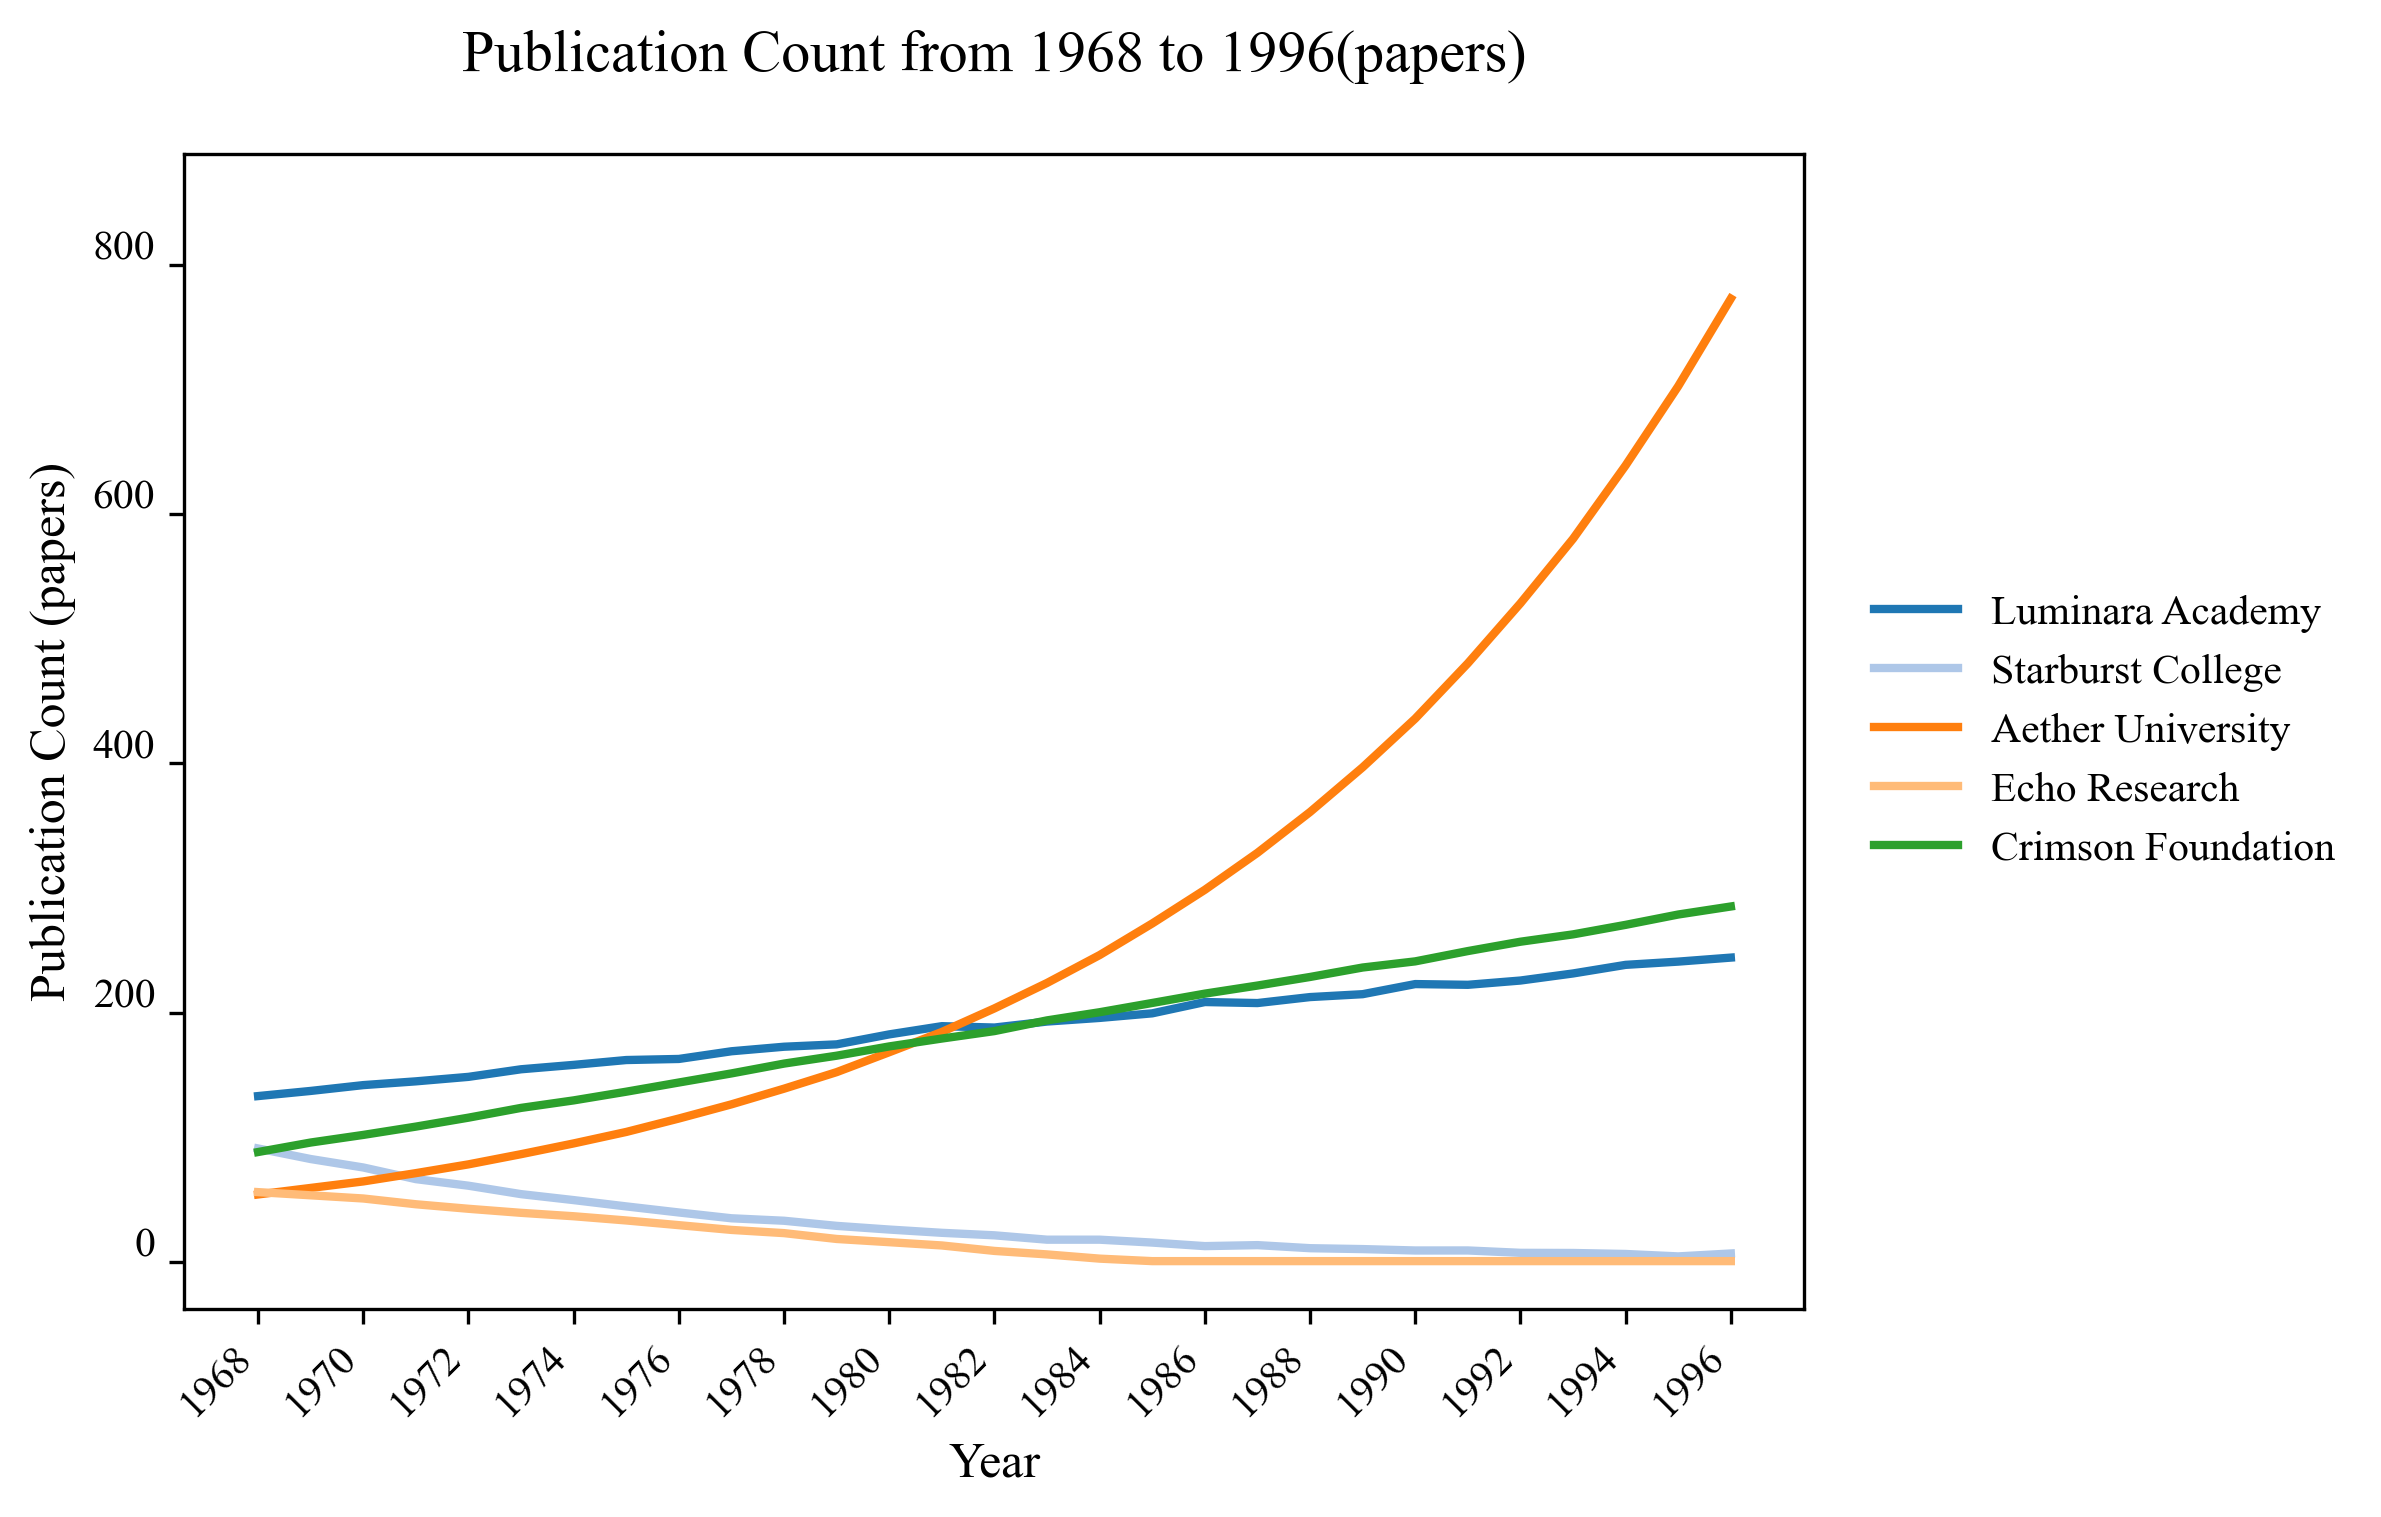 Publication Count from 1968 to 1996(papers)
Publication Count (papers)
800
600
400
200
0
1968
1970
1972
1974
1976
1978
1980
1982
1984
1986
1988
1990
1992
1994
1996
Year
Luminara Academy
Starburst College
Aether University
Echo Research
Crimson Foundation